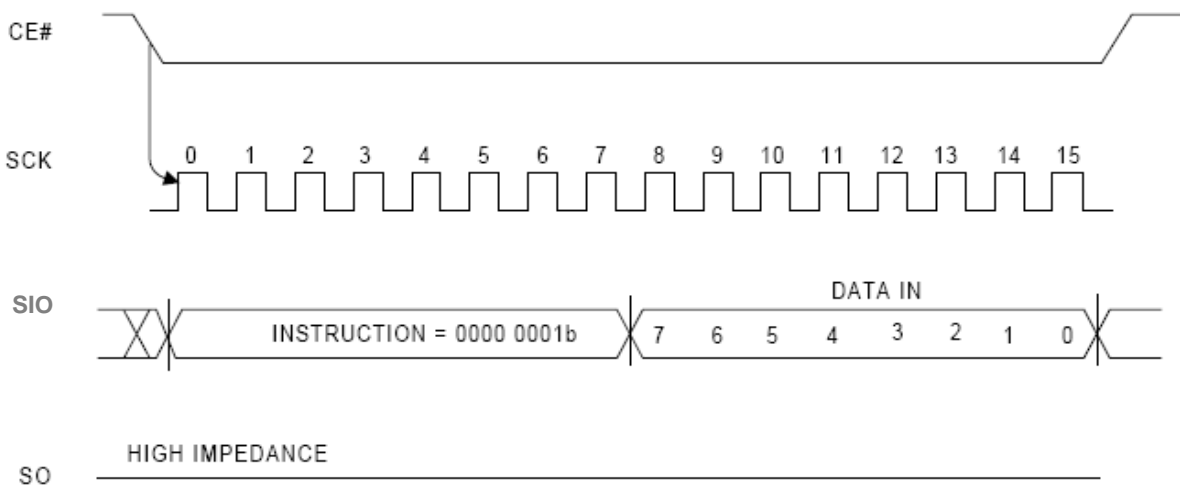 CE#
SCK
0 1 2 3 4 5 6 7 8 9 10 11 12 13 14 15
DATA IN
SIO
INSTRUCTION = 0000 0001b 7 6 5 4 3 2 1 0
HIGH IMPEDANCE
SO